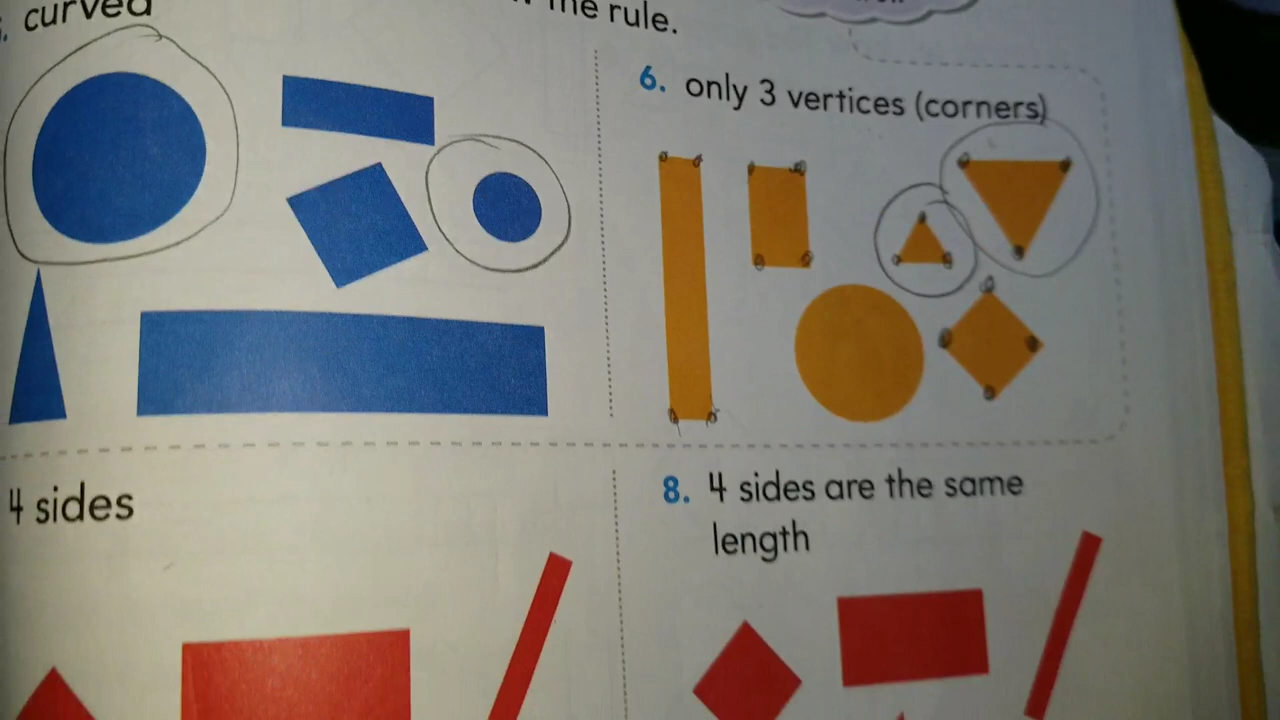 curved
the rule.
6. only 3 vertices (corners)
4 sides
8. 4 sides are the same
length